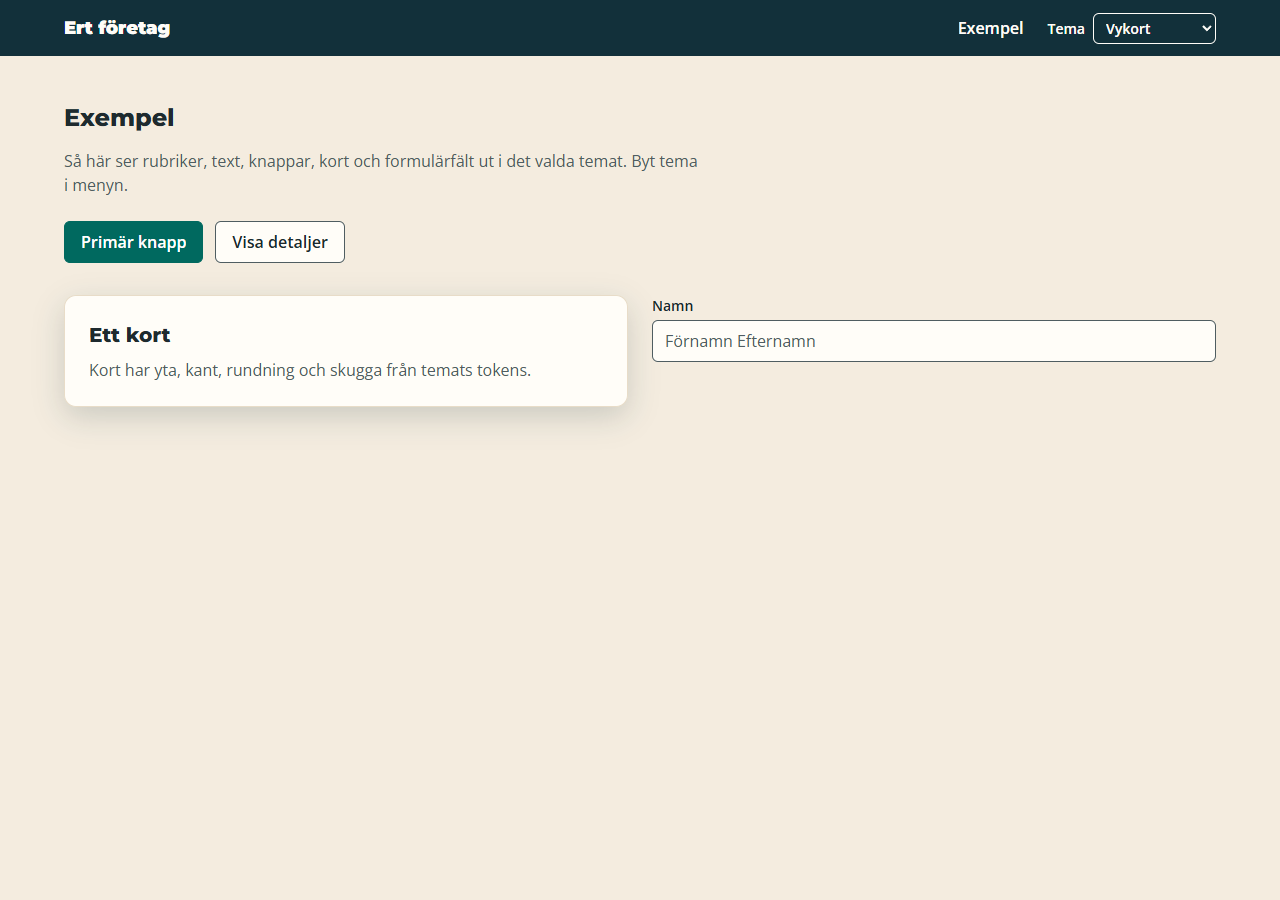 Ert företag
Exempel
Tema
Vykort
Exempel
Så här ser rubriker, text, knappar, kort och formulärfält ut i det valda temat. Byt tema
i menyn.
Primär knapp
Visa detaljer
Ett kort
Kort har yta, kant, rundning och skugga från temats tokens.
Namn
Förnamn Efternamn